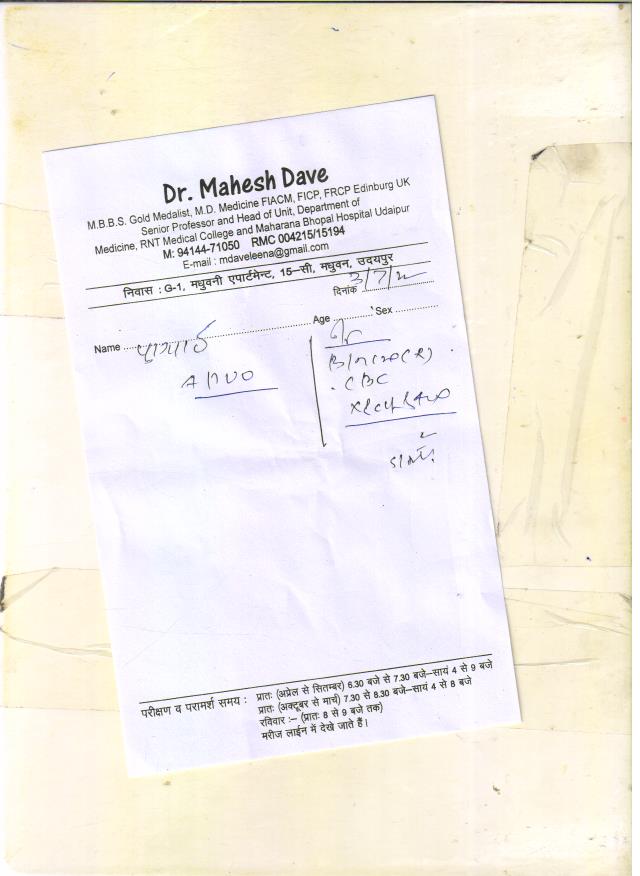 Dr. Mahesh Dave
M.B.B.S. Gold Medalist, M.D. Medicine FIACM, FICP, FRCP Edinburg UK
Senior Professor and Head of Unit, Department of
Medicine, RNT Medical College and Maharana Bhopal Hospital Udaipur
M: 94144-71050 RMC 004215/15194
E-mail : mdaveleena@gmail.com
निवास : G-1, मधुवनी एपार्टमेन्ट, 15-सी, मधुवन, उदयपुर
दिनांक
Name Age Sex
CBC
परीक्षण व परामर्श समय : प्रातः (अप्रेल से सितम्बर) 6.30 बजे से 7.30 बजे-सायं 4 से 9 बजे
प्रातः (अक्टूबर से मार्च) 7.30 से 8.30 बजे-सायं 4 से 8 बजे
रविवार :- (प्रातः 8 से 9 बजे तक)
मरीज लाईन में देखे जाते हैं।